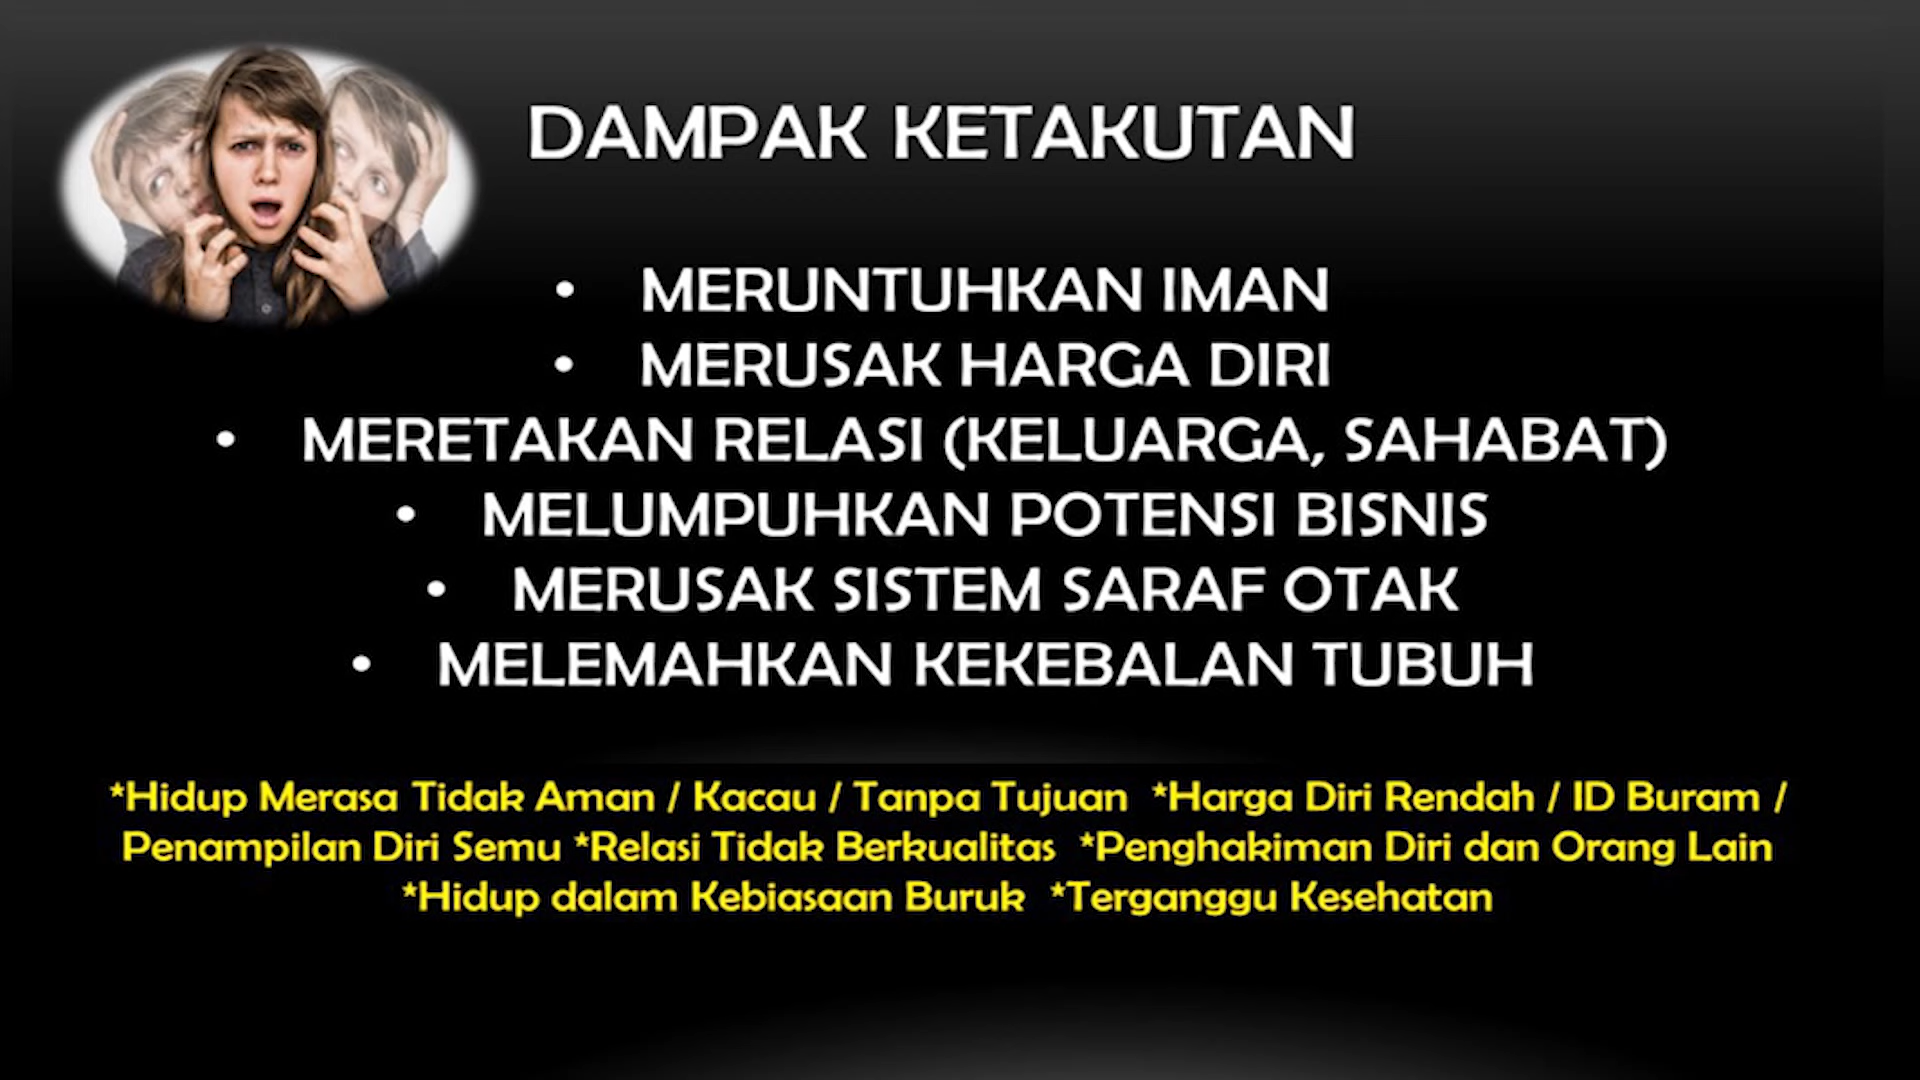 DAMPAK KETAKUTAN
• MERUNTUHKAN IMAN
• MERUSAK HARGA DIRI
• MERETAKAN RELASI (KELUARGA, SAHABAT)
• MELUMPUHKAN POTENSI BISNIS
• MERUSAK SISTEM SARAF OTAK
• MELEMAHKAN KEKEBALAN TUBUH
*Hidup Merasa Tidak Aman / Kacau / Tanpa Tujuan *Harga Diri Rendah / ID Buram /
Penampilan Diri Semu *Relasi Tidak Berkualitas *Penghakiman Diri dan Orang Lain
*Hidup dalam Kebiasaan Buruk *Terganggu Kesehatan